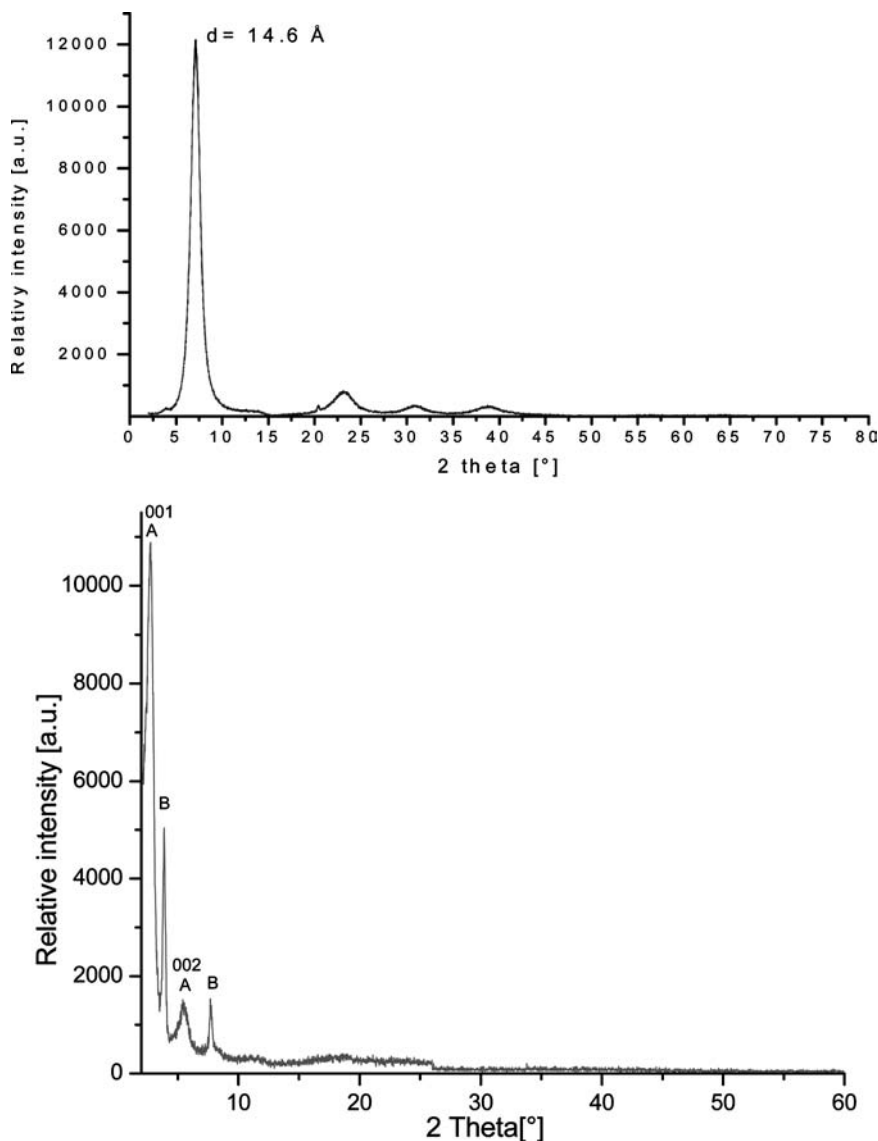 d= 14.6 Å
12000
10000
8000
6000
4000
2000
Relativy intensity [a.u.]
0 5 10 15 20 25 30 35 40 45 50 55 60 65 70 75 80
2 theta [°]
001
A
10000
8000
B
6000
4000
002
A
B
2000
0
Relative intensity [a.u.]
10 20 30 40 50 60
2 Theta[°]